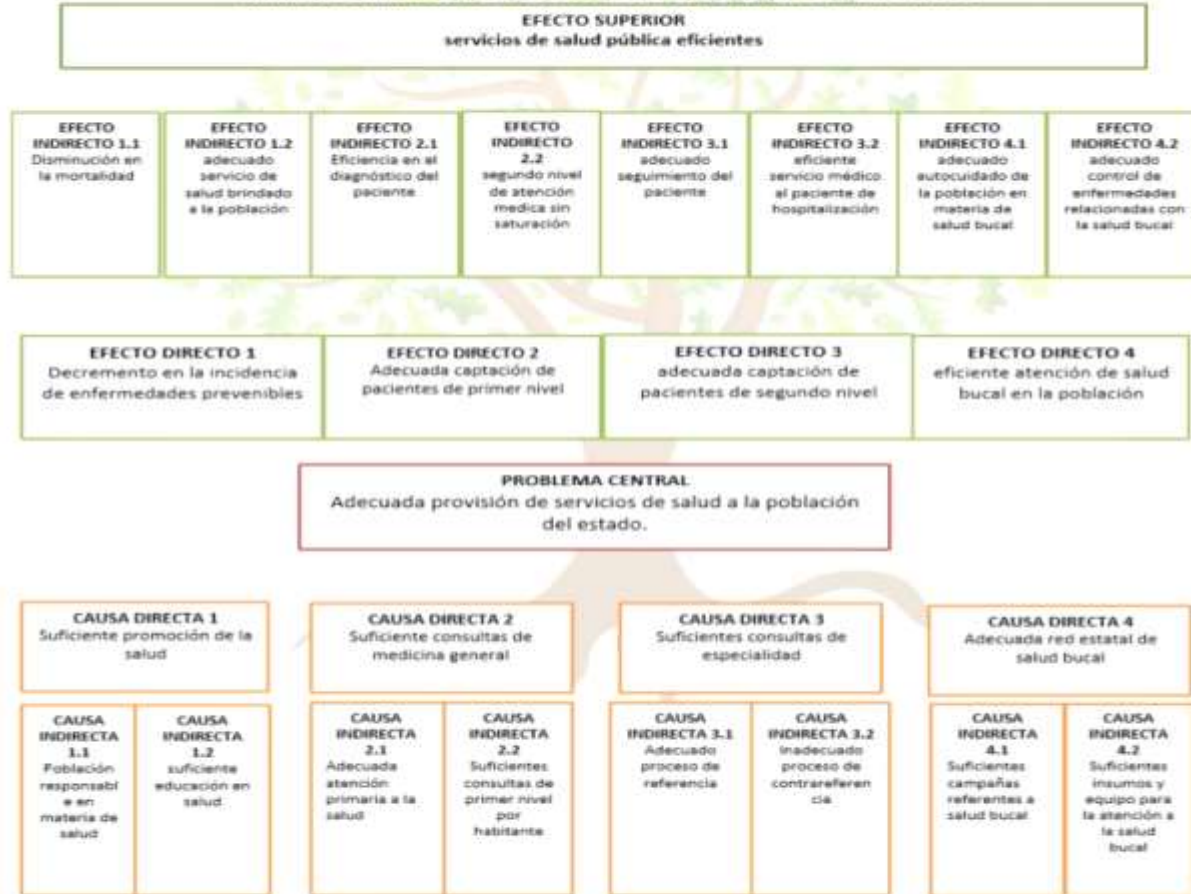 EFECTO SUPERIOR
servicios de salud pública eficientes
EFECTO
INDIRECTO 1.1
Disminución en
la mortalidad
EFECTO
INDIRECTO 1.2
adecuado
servicio de
salud brindado
a la población
EFECTO
INDIRECTO 2.1
Eficiencia en el
diagnóstico del
paciente
EFECTO
INDIRECTO
2.2
segundo nivel
de atención
medica sin
saturación
EFECTO
INDIRECTO 3.1
adecuado
seguimiento del
paciente
EFECTO
INDIRECTO 3.2
eficiente
servicio médico
al paciente de
hospitalización
EFECTO
INDIRECTO 4.1
adecuado
autocuidado de
la población en
materia de
salud bucal
EFECTO
INDIRECTO 4.2
adecuado
control de
enfermedades
relacionadas con
la salud bucal
EFECTO DIRECTO 1
Decremento en la incidencia
de enfermedades prevenibles
EFECTO DIRECTO 2
Adecuada captación de
pacientes de primer nivel
EFECTO DIRECTO 3
adecuada captación de
pacientes de segundo nivel
EFECTO DIRECTO 4
eficiente atención de salud
bucal en la población
PROBLEMA CENTRAL
Adecuada provisión de servicios de salud a la población
del estado.
CAUSA DIRECTA 1
Suficiente promoción de la
salud
CAUSA DIRECTA 2
Suficiente consultas de
medicina general
CAUSA DIRECTA 3
Suficientes consultas de
especialidad
CAUSA DIRECTA 4
Adecuada red estatal de
salud bucal
CAUSA
INDIRECTA
1.1
Población
responsabl
e en
materia de
salud
CAUSA
INDIRECTA
1.2
suficiente
educación en
salud
CAUSA
INDIRECTA
2.1
Adecuada
atención
primaria a la
salud
CAUSA
INDIRECTA
2.2
Suficientes
consultas de
primer nivel
por
habitante
CAUSA
INDIRECTA 3.1
Adecuado
proceso de
referencia
CAUSA
INDIRECTA 3.2
Inadecuado
proceso de
contrareferen
cia
CAUSA
INDIRECTA
4.1
Suficientes
campañas
referentes a
salud bucal
CAUSA
INDIRECTA
4.2
Suficientes
insumos y
equipo para
la atención a
la salud
bucal